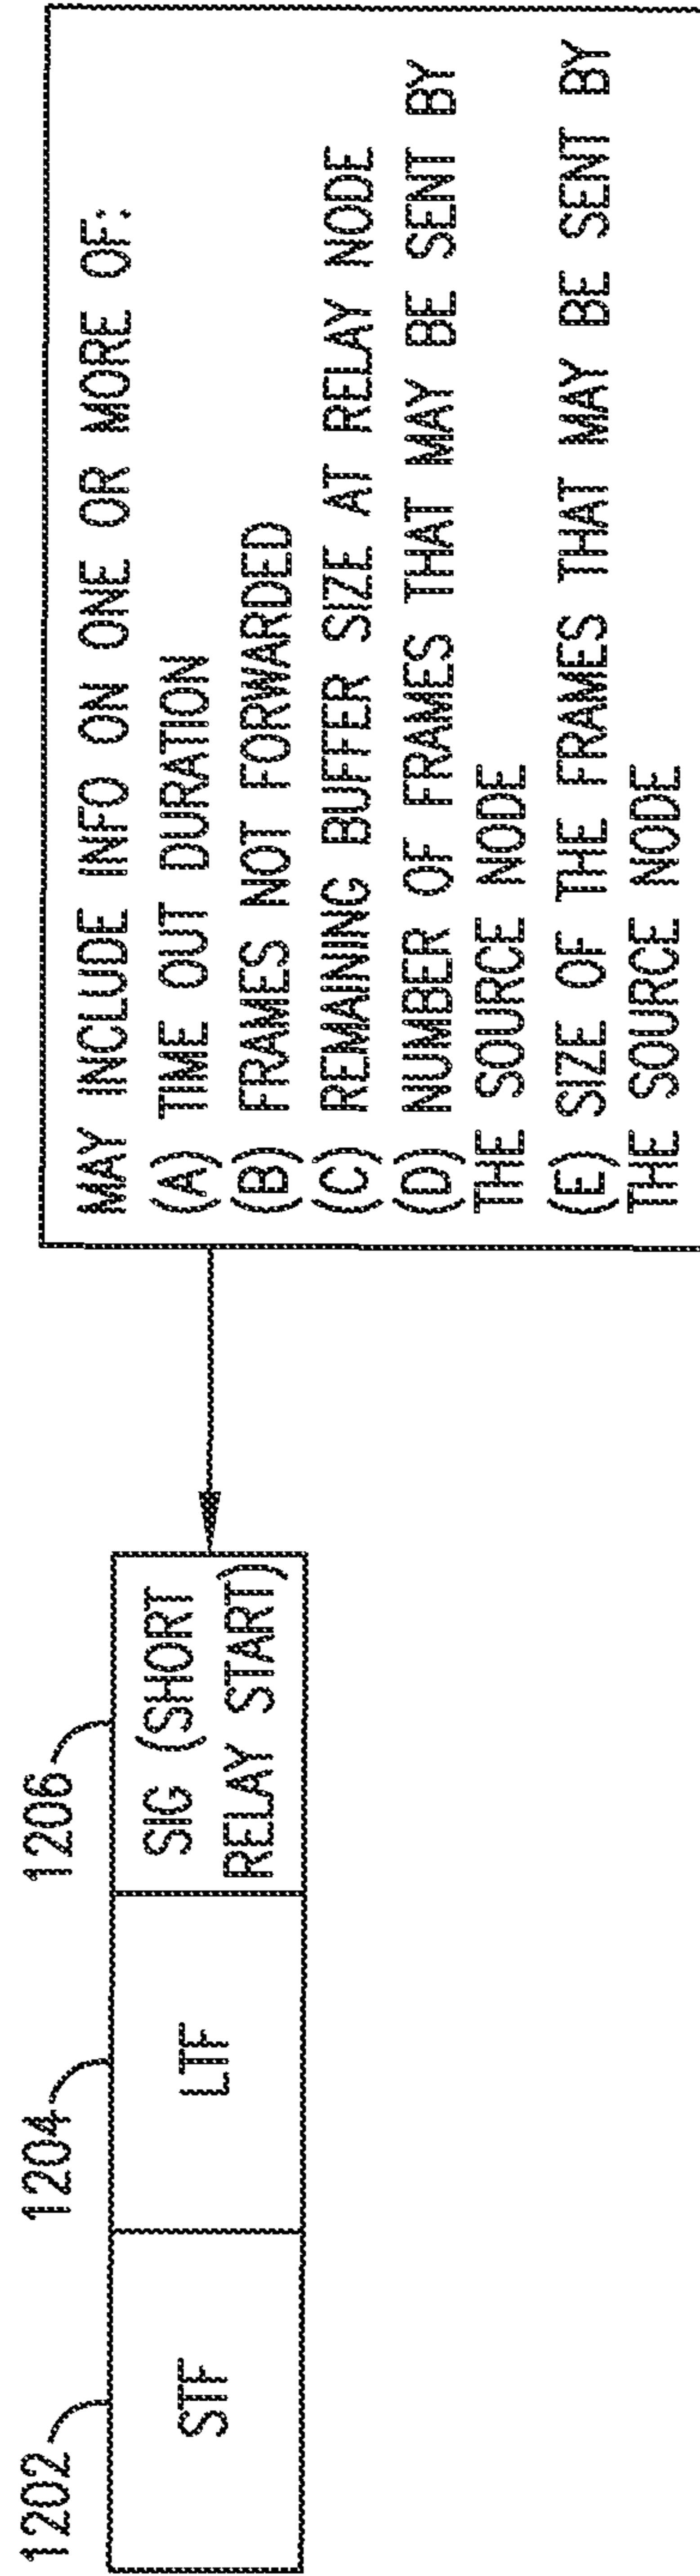 1202
1204
1206
STF
LTF
SIG (SHORT
RELAY START)
MAY INCLUDE INFO ON ONE OR MORE OF:
(A) TIME OUT DURATION
(B) FRAMES NOT FORWARDED
(C) REMAINING BUFFER SIZE AT RELAY NODE
(D) NUMBER OF FRAMES THAT MAY BE SENT BY
THE SOURCE NODE
(E) SIZE OF THE FRAMES THAT MAY BE SENT BY
THE SOURCE NODE